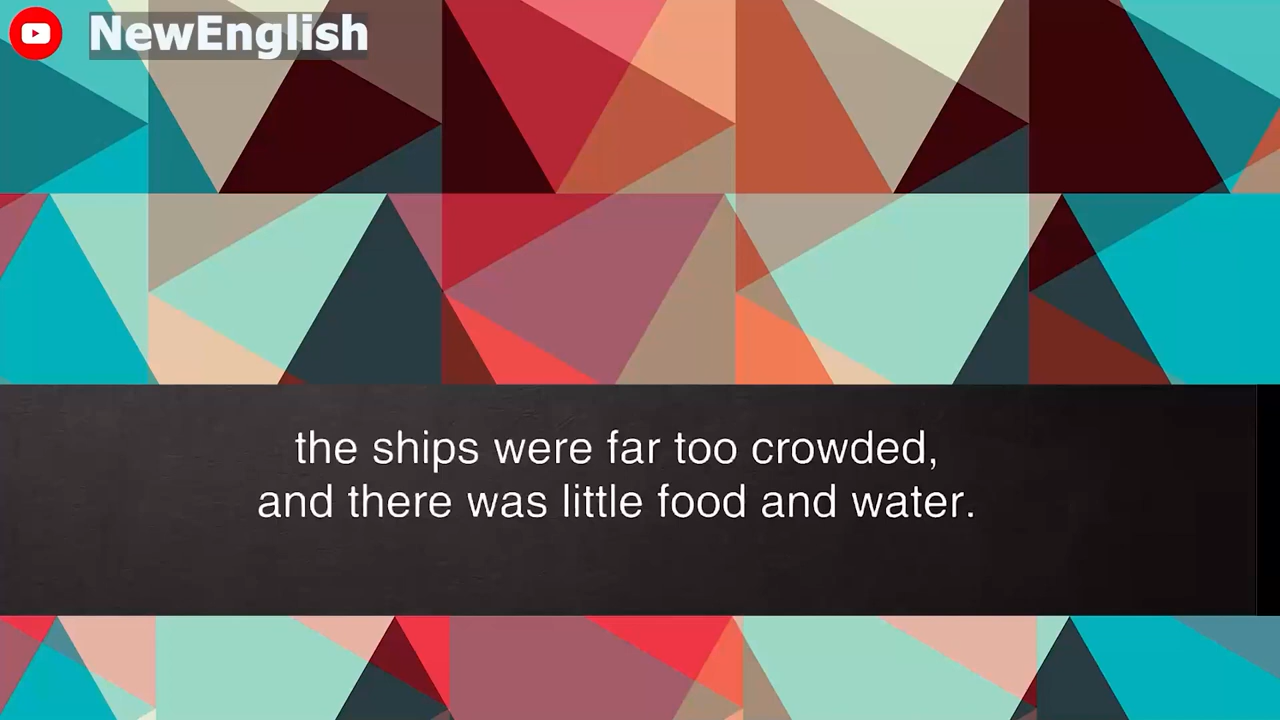 NewEnglish
the ships were far too crowded,
and there was little food and water.